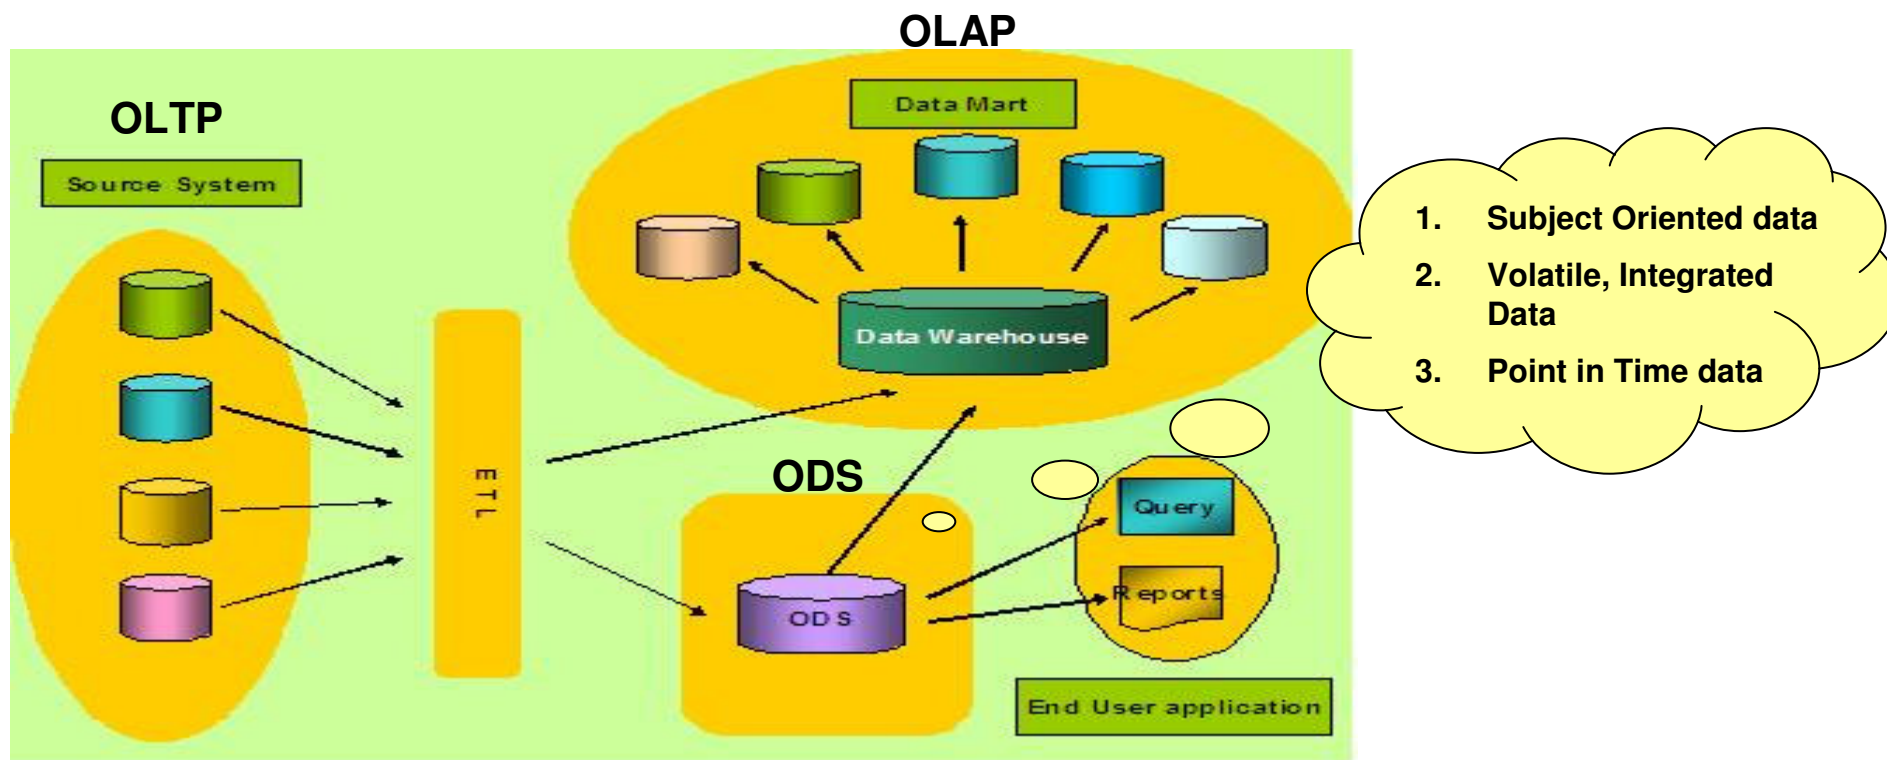 OLAP
OLTP
Data Mart
Source System
1. Subject Oriented data
2. Volatile, Integrated
Data
3. Point in Time data
Data Warehouse
ETL
ODS
Query
Reports
ODS
End User application